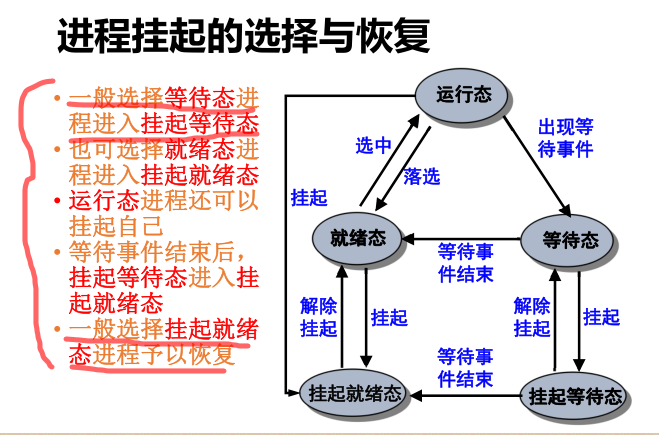 进程挂起的选择与恢复
• 一般选择等待态进
程进入挂起等待态
• 也可选择就绪态进
程进入挂起就绪态
• 运行态进程还可以
挂起自己
• 等待事件结束后，
挂起等待态进入挂
起就绪态
• 一般选择挂起就绪
态进程予以恢复
运行态
出现等
待事件
选中
落选
挂起
就绪态
等待态
等待事
件结束
解除
挂起
挂起
解除
挂起
挂起
等待事
件结束
挂起就绪态
挂起等待态